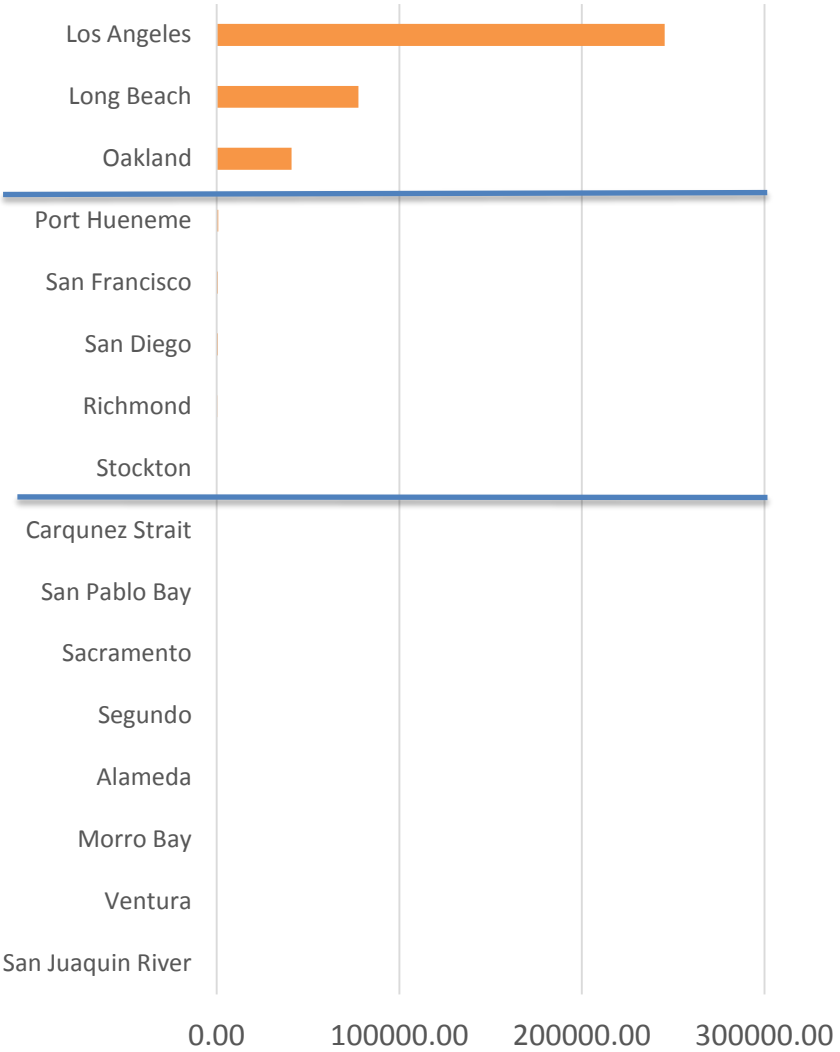 Los Angeles
Long Beach
Oakland
Port Hueneme
San Francisco
San Diego
Richmond
Stockton
Carqunez Strait
San Pablo Bay
Sacramento
Segundo
Alameda
Morro Bay
Ventura
San Juaquin River
0.00 100000.00 200000.00 300000.00